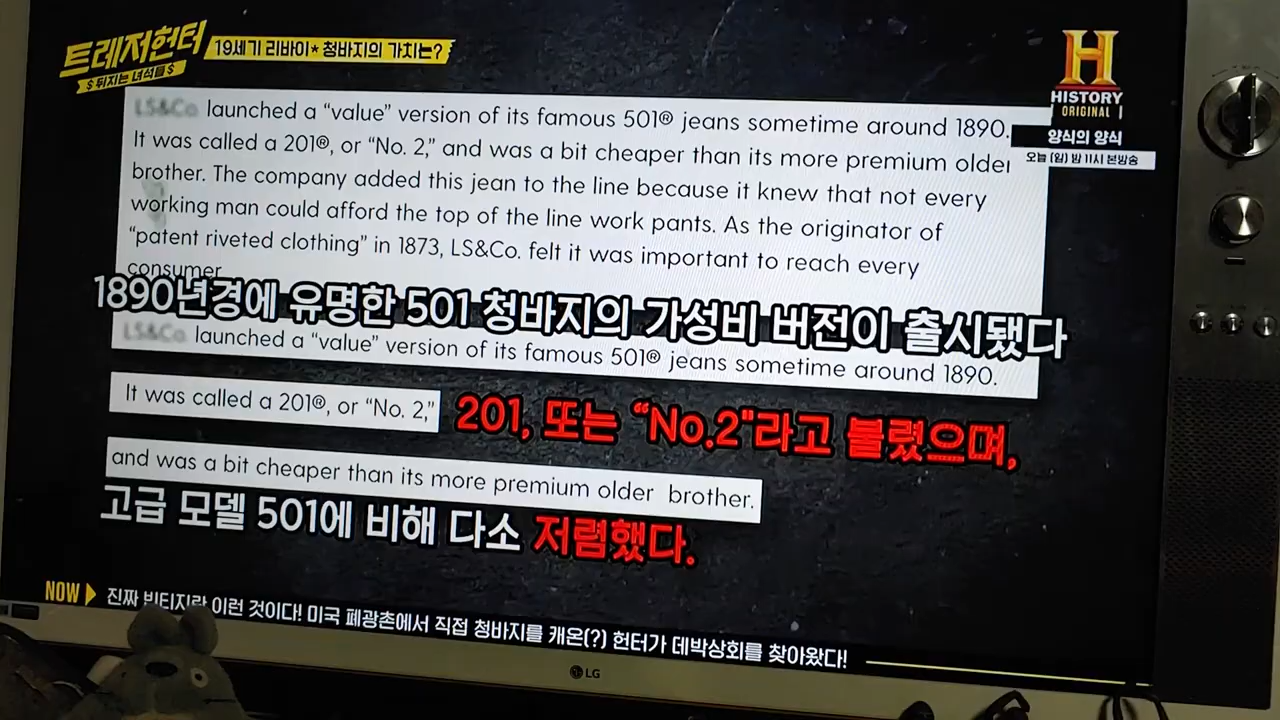 트레저헌터
$ 뒤지는 녀석들 $
19세기 리바이* 청바지의 가치는?
H
HISTORY
ORIGINAL
양식의 양식
오늘 (일) 밤 11시 본방송
LS&Co. launched a “value” version of its famous 501® jeans sometime around 1890.
It was called a 201®, or “No. 2,” and was a bit cheaper than its more premium older
brother. The company added this jean to the line because it knew that not every
working man could afford the top of the line work pants. As the originator of
“patent riveted clothing” in 1873, LS&Co. felt it was important to reach every
consumer
1890년경에 유명한 501 청바지의 가성비 버전이 출시됐다
LS&Co. launched a “value” version of its famous 501® jeans sometime around 1890.
It was called a 201®, or “No. 2,” 201, 또는 “No.2"라고 불렸으며,
and was a bit cheaper than its more premium older brother.
고급 모델 501에 비해 다소 저렴했다.
NOW 진짜 빈티지란 이런 것이다! 미국 폐광촌에서 직접 청바지를 캐온(?) 헌터가 데박상회를 찾아왔다!
LG